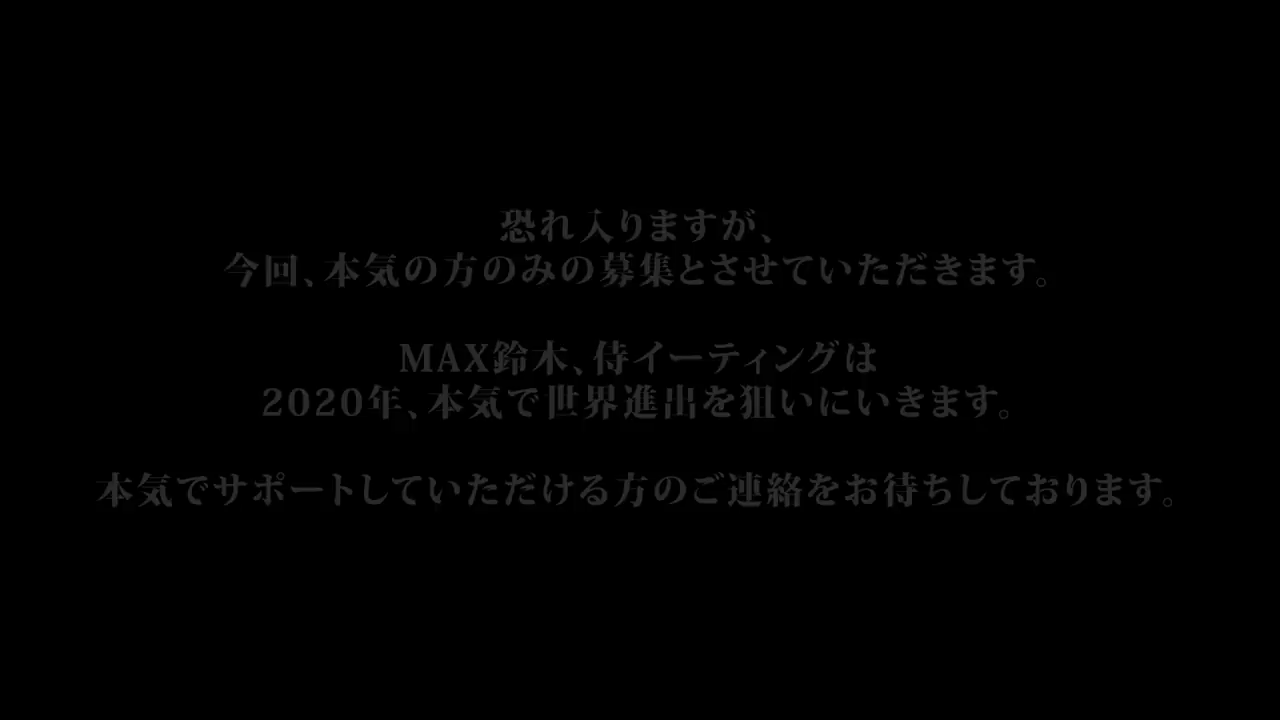 恐れ入りますが、
今回、本気の方のみの募集とさせていただきます。
MAX鈴木、侍イーティングは
2020年、本気で世界進出を狙いにいきます。
本気でサポートしていただける方のご連絡をお待ちしております。